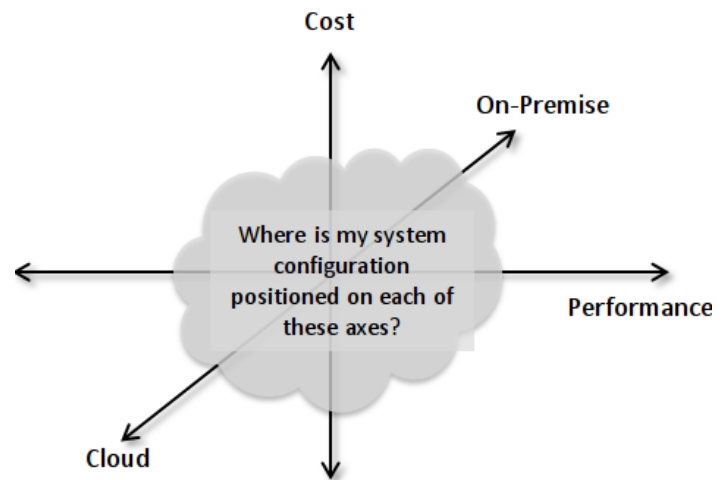 Cost
On-Premise
Where is my system
configuration
positioned on each of
these axes?
Performance
Cloud